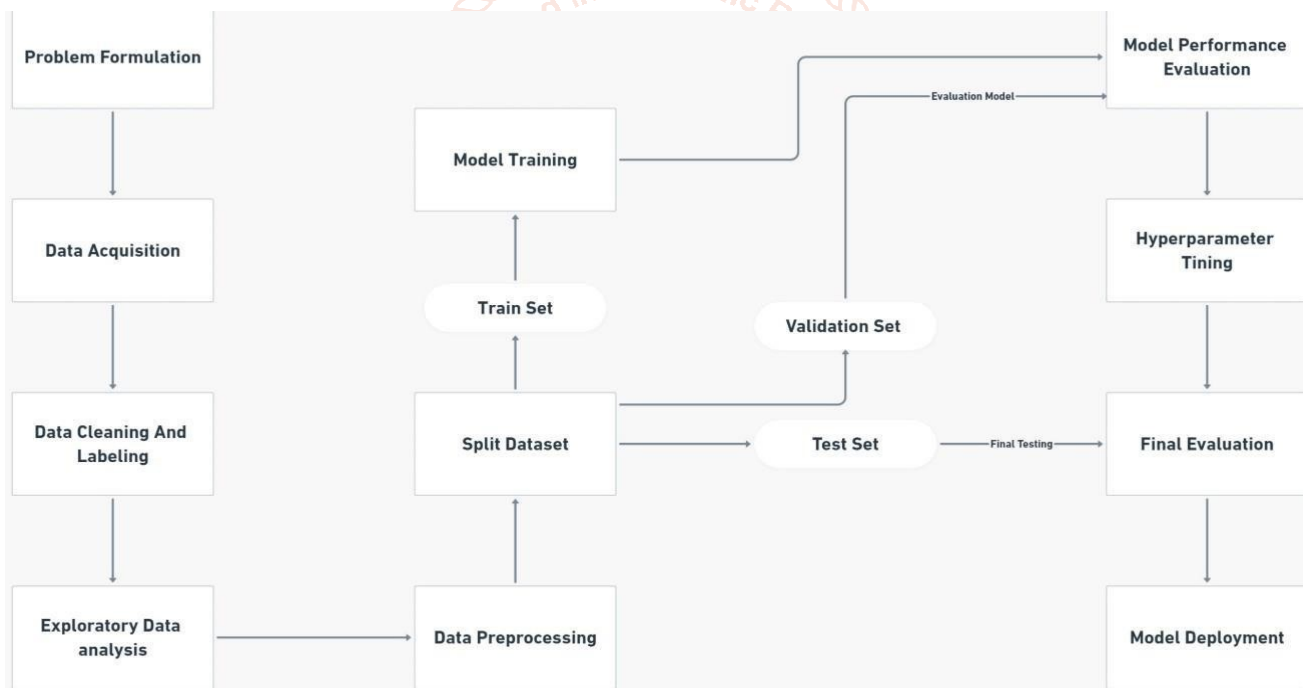 Problem Formulation
Data Acquisition
Data Cleaning And
Labeling
Exploratory Data
analysis
Data Preprocessing
Split Dataset
Train Set
Model Training
Validation Set
Test Set
Evaluation Model
Final Testing
Model Performance
Evaluation
Hyperparameter
Tining
Final Evaluation
Model Deployment